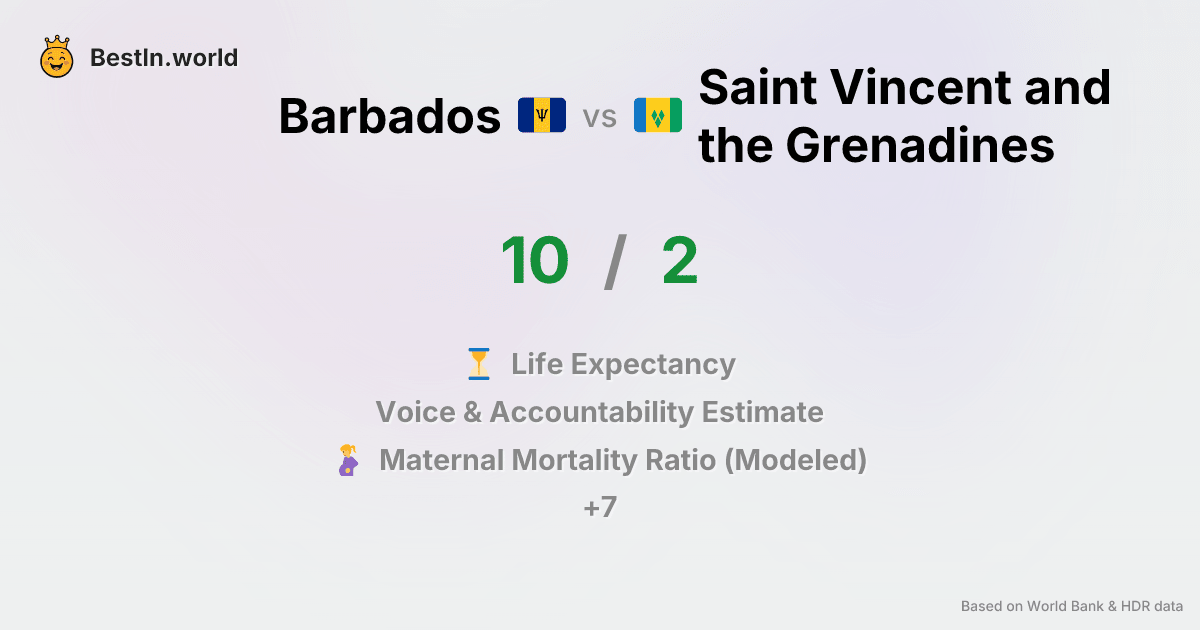 BestIn.world
Barbados vs Saint Vincent and
the Grenadines
10 / 2
Life Expectancy
Voice & Accountability Estimate
Maternal Mortality Ratio (Modeled)
+7
Based on World Bank & HDR data